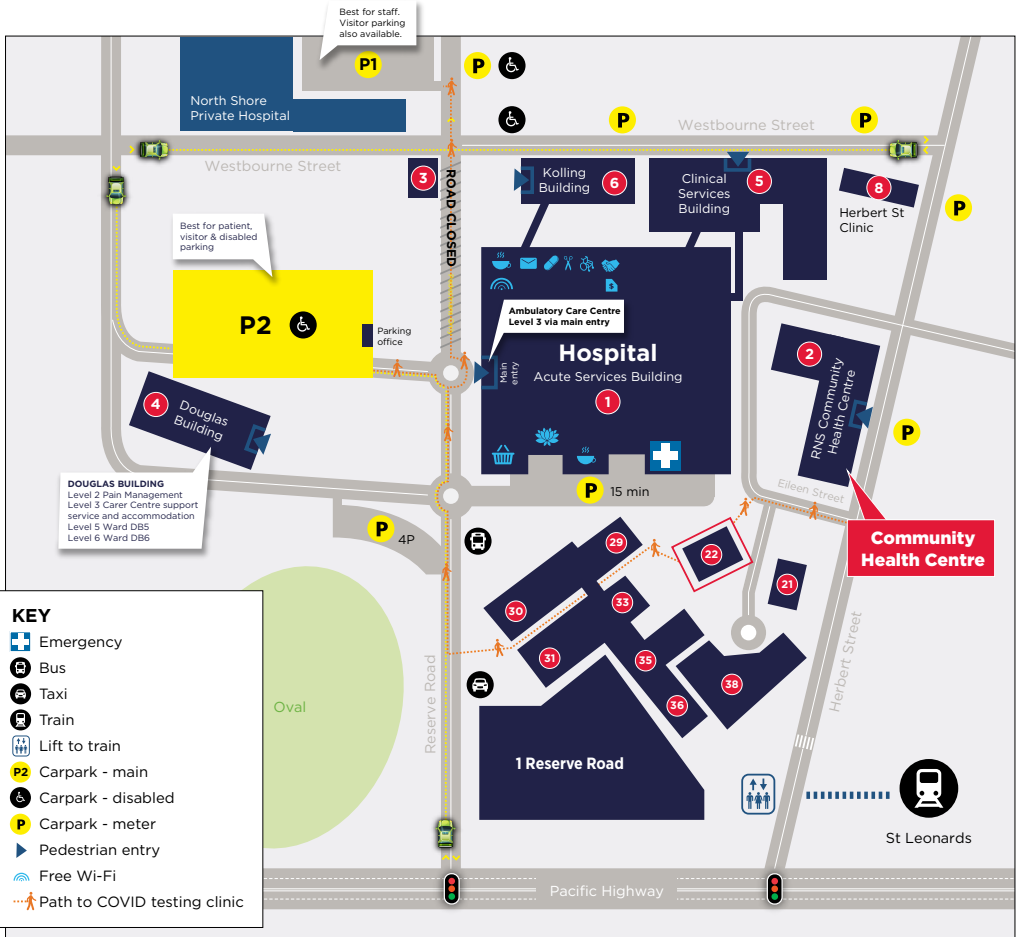 Best for staff.
Visitor parking
also available.
P1
P
P
P
North Shore
Private Hospital
Westbourne Street
Westbourne Street
3
ROAD CLOSED
Kolling
Building
6
Clinical
Services
Building
5
8
Herbert St
Clinic
P
Best for patient,
visitor & disabled
parking
P2
Parking
office
Ambulatory Care Centre
Level 3 via main entry
Main
entry
Hospital
Acute Services Building
1
2
RNS Community
Health Centre
P
4
Douglas
Building
DOUGLAS BUILDING
Level 2 Pain Management
Level 3 Carer Centre support
service and accommodation
Level 5 Ward DB5
Level 6 Ward DB6
P
15 min
Eileen Street
P
4P
Community
Health Centre
29
22
21
30
33
31
35
38
36
Herbert Street
Reserve Road
Oval
1 Reserve Road
St Leonards
Pacific Highway
KEY
Emergency
Bus
Taxi
Train
Lift to train
P2 Carpark - main
Carpark - disabled
P Carpark - meter
Pedestrian entry
Free Wi-Fi
Path to COVID testing clinic